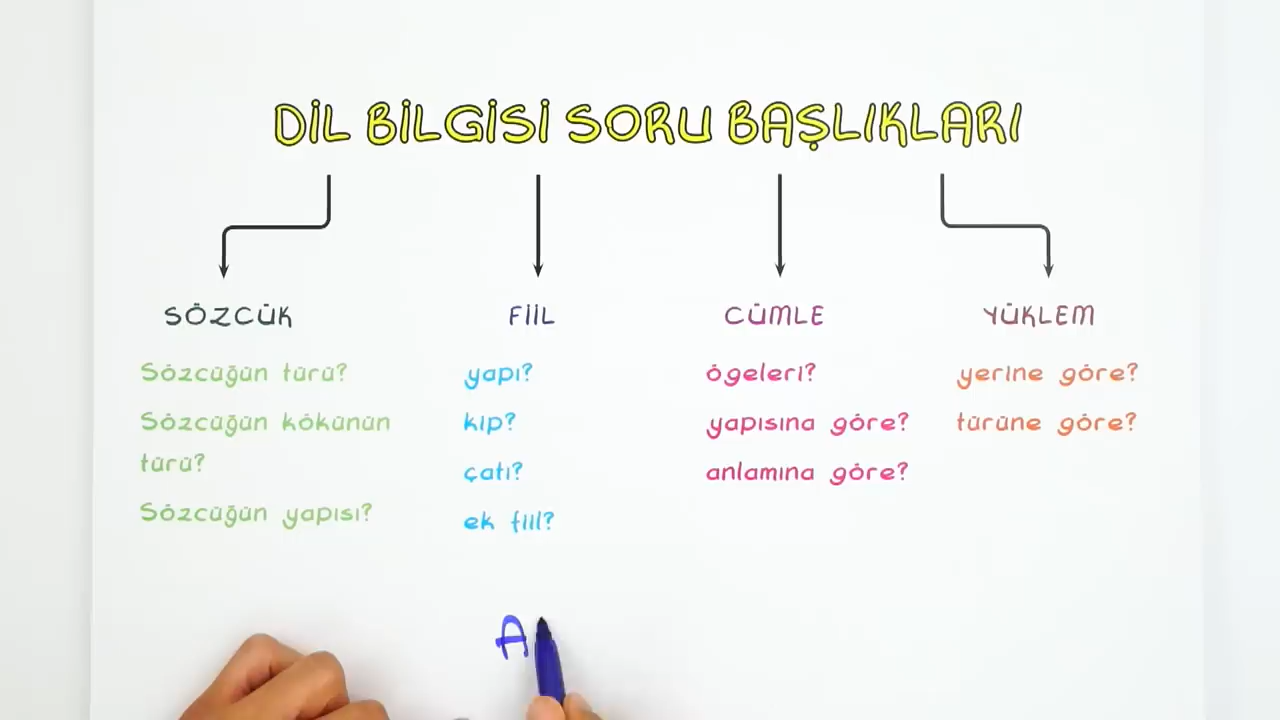 DİL BİLGİSİ SORU BAŞLIKLARI
SÖZCÜK
Sözcüğün türü?
Sözcüğün kökünün
türü?
Sözcüğün yapısı?
FİİL
yapı?
kip?
çatı?
ek fiil?
CÜMLE
ögeleri?
yapısına göre?
anlamına göre?
YÜKLEM
yerine göre?
türüne göre?
A